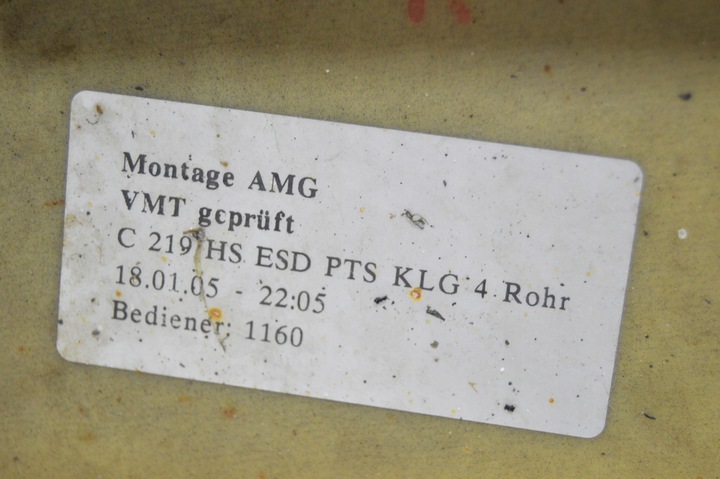 Montage AMG
VMT geprüft
C 219 HS ESD PTS KLG 4 Rohr
18.01.05 - 22:05
Bediener: 1160